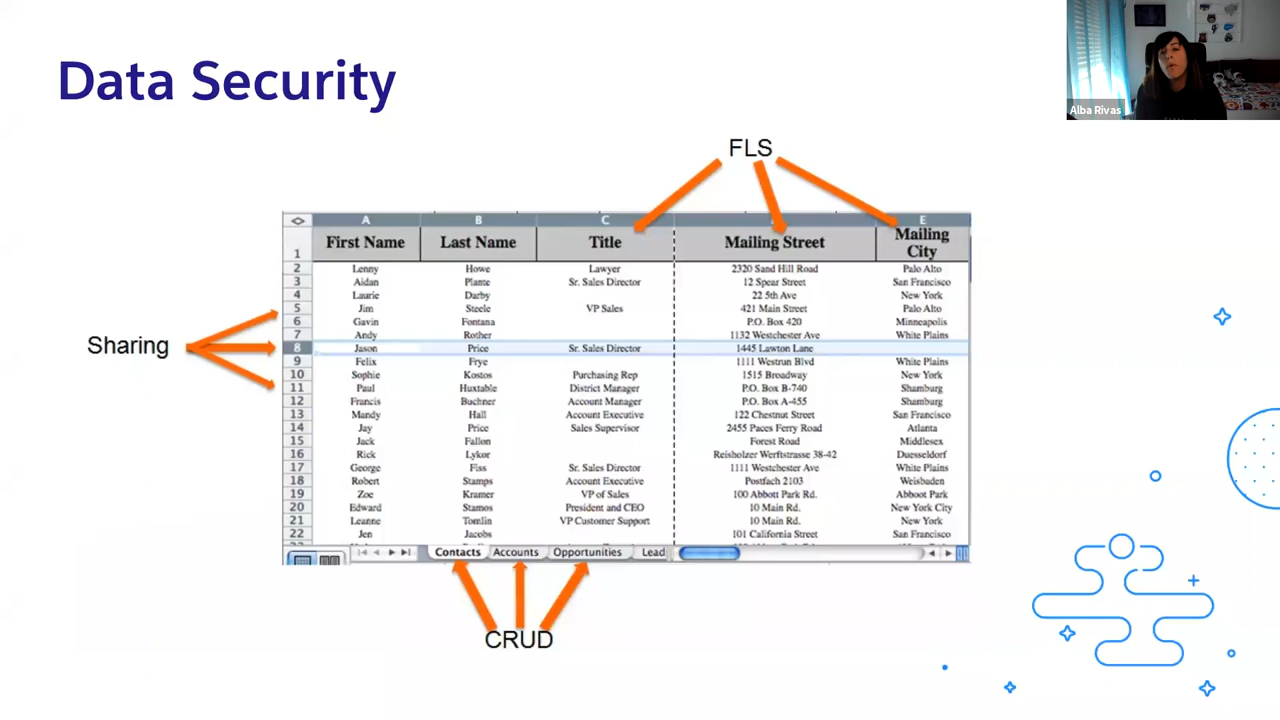 Data Security
Alba Rivas
FLS
A B C E
1 First Name Last Name Title Mailing Street Mailing City
2 Lenny Howe Lawyer 2320 Sand Hill Road Palo Alto
3 Aidan Plante Sr. Sales Director 12 Spear Street San Francisco
4 Laurie Darby 22 5th Ave New York
5 Jim Steele VP Sales 421 Main Street Palo Alto
6 Gavin Fontana P.O. Box 420 Minneapolis
7 Andy Rother 1132 Westchester Ave White Plains
8 Jason Price Sr. Sales Director 1445 Lawton Lane
9 Felix Frye 1111 Westrun Blvd White Plains
10 Sophie Kostos Purchasing Rep 1515 Broadway New York
11 Paul Huxtable District Manager P.O. Box B-740 Shamburg
12 Francis Buchner Account Manager P.O. Box A-455 Shamburg
13 Mandy Hall Account Executive 122 Chestnut Street San Francisco
14 Jay Price Sales Supervisor 2455 Paces Ferry Road Atlanta
15 Jack Fallon Forest Road Middlesex
16 Rick Lykor Reisholzer Werftstrasse 38-42 Duesseldorf
17 George Fiss Sr. Sales Director 1111 Westchester Ave White Plains
18 Robert Stamps Account Executive Postfach 2103 Weisbaden
19 Zoe Kramer VP of Sales 100 Abbott Park Rd. Abboot Park
20 Edward Stamos President and CEO 10 Main Rd. New York City
21 Leanne Tomlin VP Customer Support 10 Main Rd. New York
22 Jen Jacobs 101 California Street San Francisco
Contacts Accounts Opportunities Lead
Sharing
CRUD